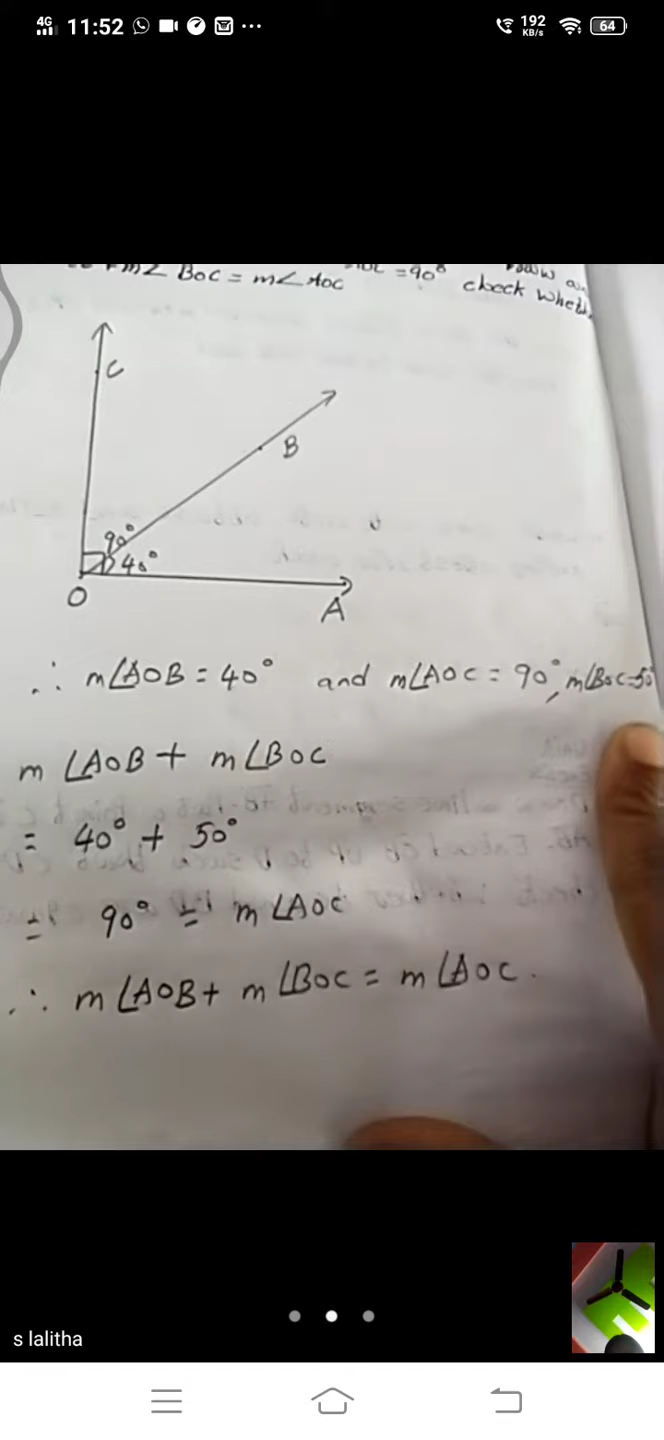 4G 11:52 192 KB/s 64
m∠ BOC = m∠ AOC = 90° check
C
B
90°
40°
O
A
∴ m∠AOB = 40° and m∠AOC = 90°, m∠BOC=50
m ∠AOB + m∠BOC
= 40° + 50°
= 90° = m∠AOC
∴ m∠AOB + m∠BOC = m∠AOC.
s lalitha